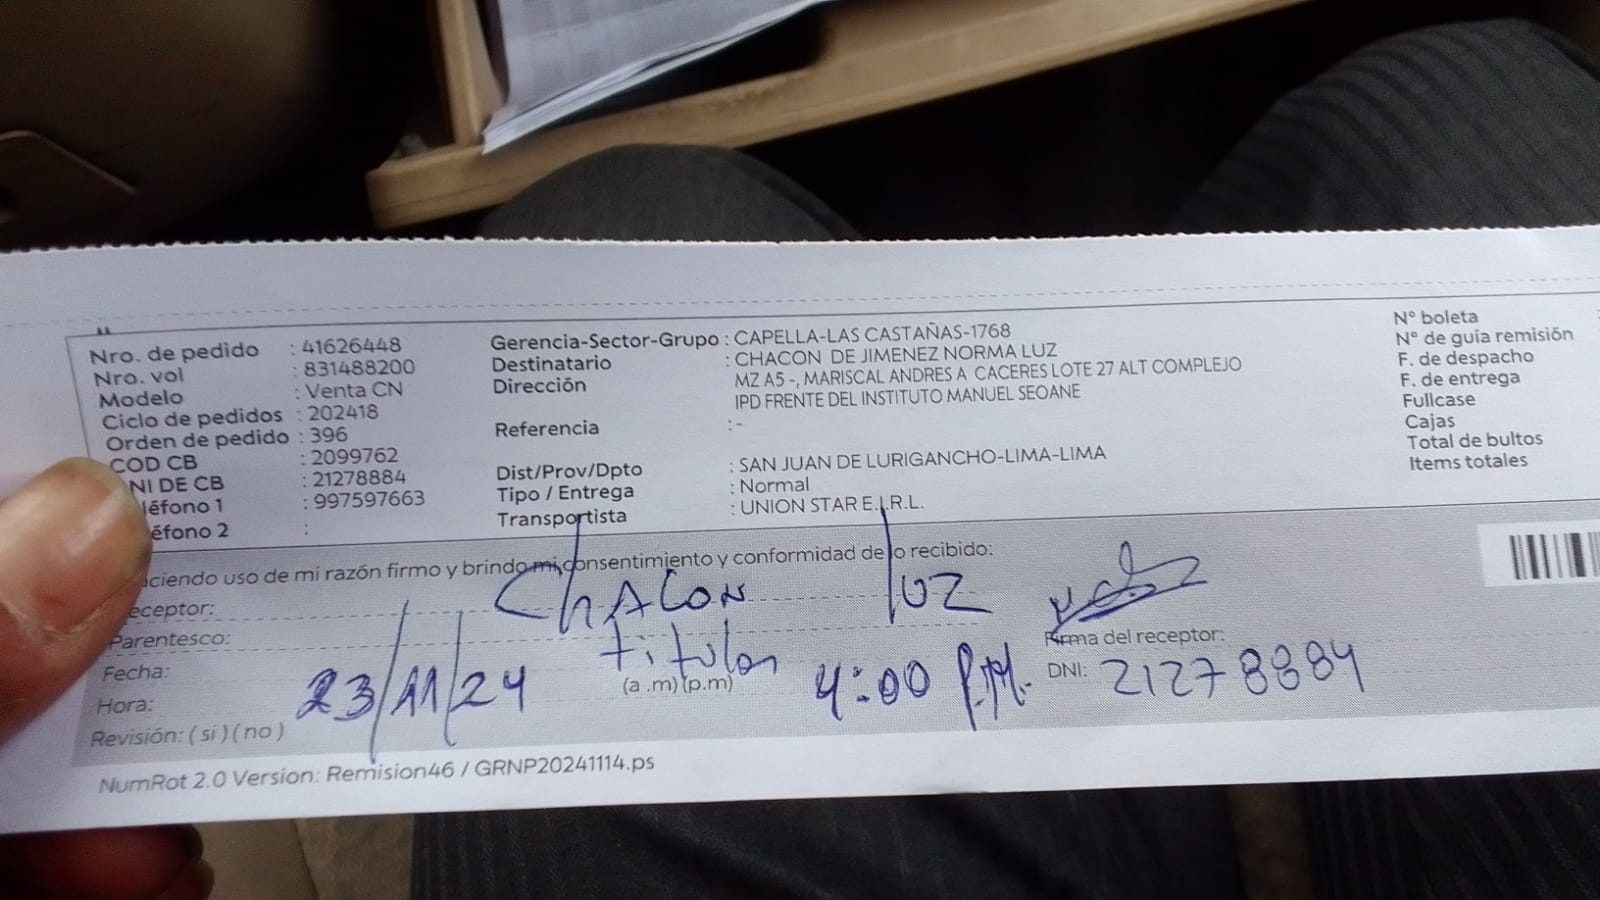 Nro. de pedido : 41626448
Nro. vol : 831488200
Modelo : Venta CN
Ciclo de pedidos : 202418
Orden de pedido : 396
COD CB : 2099762
NI DE CB : 21278884
léfono 1 : 997597663
éfono 2 :
Gerencia-Sector-Grupo : CAPELLA-LAS CASTAÑAS-1768
Destinatario : CHACON DE JIMENEZ NORMA LUZ
Dirección : MZ A5 -, MARISCAL ANDRES A CACERES LOTE 27 ALT COMPLEJO
IPD FRENTE DEL INSTITUTO MANUEL SEOANE
Referencia : -
Dist/Prov/Dpto : SAN JUAN DE LURIGANCHO-LIMA-LIMA
Tipo / Entrega : Normal
Transportista : UNION STAR E.I.R.L.
N° boleta
N° de guía remisión
F. de despacho
F. de entrega
Fullcase
Cajas
Total de bultos
Items totales
aciendo uso de mi razón firmo y brindo mi consentimiento y conformidad de lo recibido:
eceptor: ChACoN luz
Parentesco: titular
Firma del receptor:
Fecha: 23/11/24
Hora: (a .m) (p.m) 4:00 P.M.
DNI: 21278884
Revisión: ( si ) ( no )
NumRot 2.0 Version: Remision46 / GRNP20241114.ps